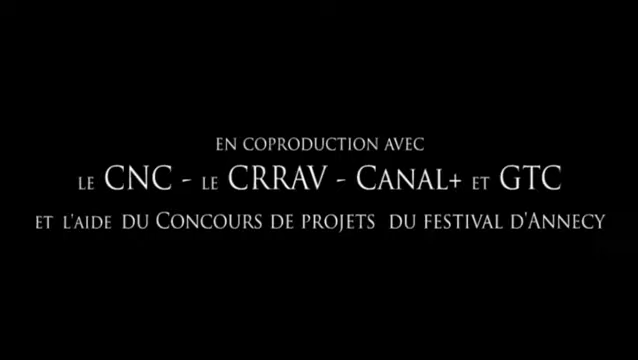 EN COPRODUCTION AVEC
LE CNC - LE CRRAV - CANAL+ ET GTC
ET L'AIDE DU CONCOURS DE PROJETS DU FESTIVAL D'ANNECY